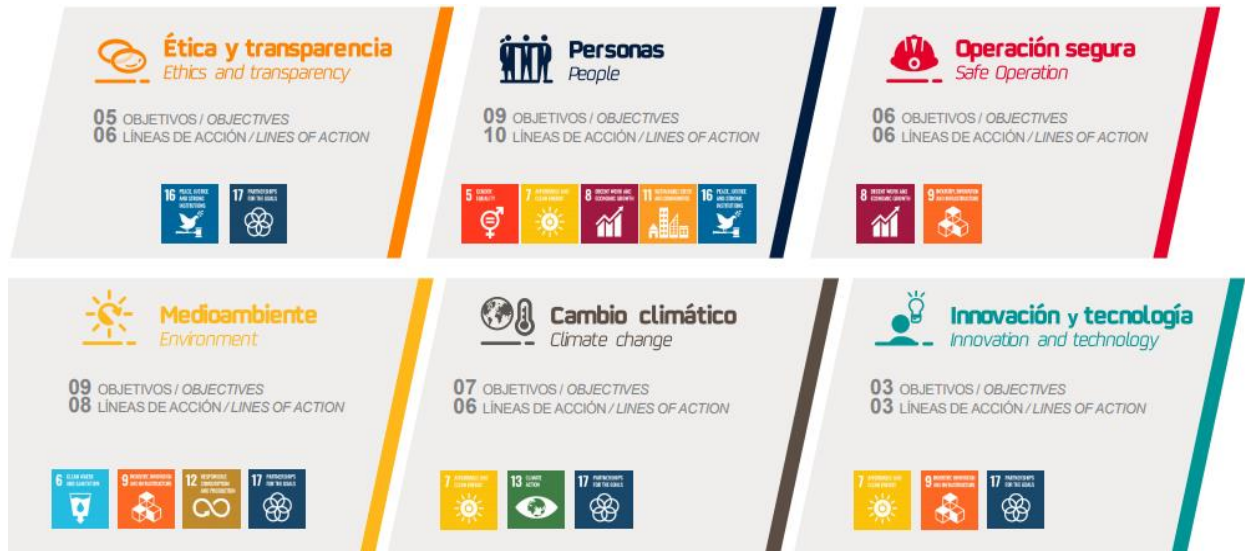 Ética y transparencia
Ethics and transparency
05 OBJETIVOS / OBJECTIVES
06 LÍNEAS DE ACCIÓN / LINES OF ACTION
16 PEACE, JUSTICE
AND STRONG
INSTITUTIONS
17 PARTNERSHIPS
FOR THE GOALS
Personas
People
09 OBJETIVOS / OBJECTIVES
10 LÍNEAS DE ACCIÓN / LINES OF ACTION
5 GENDER
EQUALITY
7 AFFORDABLE AND
CLEAN ENERGY
8 DECENT WORK AND
ECONOMIC GROWTH
11 SUSTAINABLE CITIES
AND COMMUNITIES
16 PEACE, JUSTICE
AND STRONG
INSTITUTIONS
Operación segura
Safe Operation
06 OBJETIVOS / OBJECTIVES
06 LÍNEAS DE ACCIÓN / LINES OF ACTION
8 DECENT WORK AND
ECONOMIC GROWTH
9 INDUSTRY, INNOVATION
AND INFRASTRUCTURE
Medioambiente
Environment
09 OBJETIVOS / OBJECTIVES
08 LÍNEAS DE ACCIÓN / LINES OF ACTION
6 CLEAN WATER
AND SANITATION
9 INDUSTRY, INNOVATION
AND INFRASTRUCTURE
12 RESPONSIBLE
CONSUMPTION
AND PRODUCTION
17 PARTNERSHIPS
FOR THE GOALS
Cambio climático
Climate change
07 OBJETIVOS / OBJECTIVES
06 LÍNEAS DE ACCIÓN / LINES OF ACTION
7 AFFORDABLE AND
CLEAN ENERGY
13 CLIMATE
ACTION
17 PARTNERSHIPS
FOR THE GOALS
Innovación y tecnología
Innovation and technology
03 OBJETIVOS / OBJECTIVES
03 LÍNEAS DE ACCIÓN / LINES OF ACTION
7 AFFORDABLE AND
CLEAN ENERGY
9 INDUSTRY, INNOVATION
AND INFRASTRUCTURE
17 PARTNERSHIPS
FOR THE GOALS